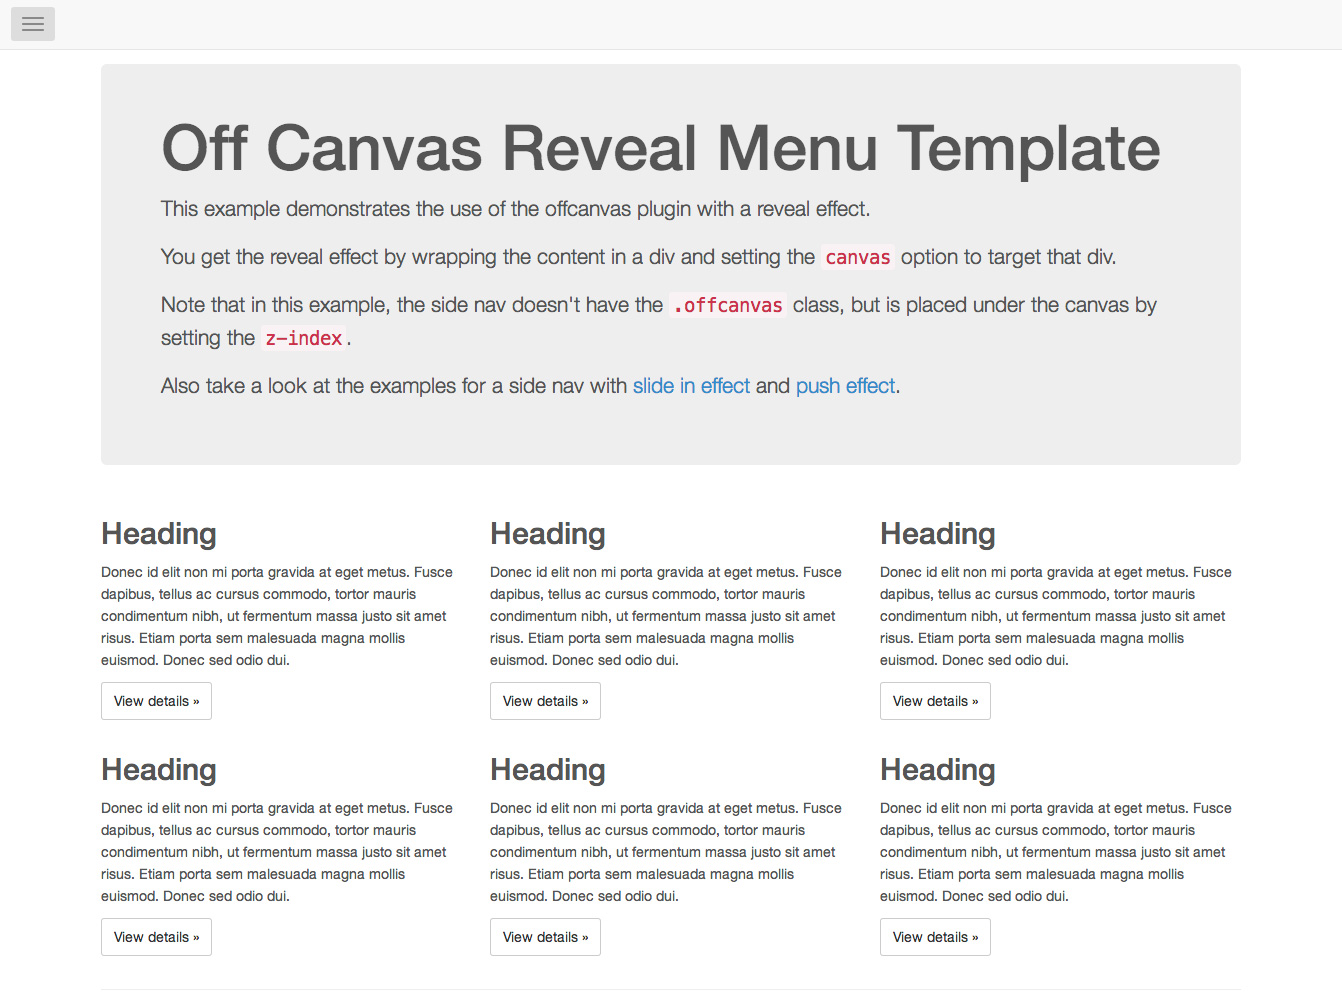 Off Canvas Reveal Menu Template
This example demonstrates the use of the offcanvas plugin with a reveal effect.
You get the reveal effect by wrapping the content in a div and setting the canvas option to target that div.
Note that in this example, the side nav doesn't have the .offcanvas class, but is placed under the canvas by
setting the z-index.
Also take a look at the examples for a side nav with slide in effect and push effect.
Heading
Donec id elit non mi porta gravida at eget metus. Fusce
dapibus, tellus ac cursus commodo, tortor mauris
condimentum nibh, ut fermentum massa justo sit amet
risus. Etiam porta sem malesuada magna mollis
euismod. Donec sed odio dui.
View details »
Heading
Donec id elit non mi porta gravida at eget metus. Fusce
dapibus, tellus ac cursus commodo, tortor mauris
condimentum nibh, ut fermentum massa justo sit amet
risus. Etiam porta sem malesuada magna mollis
euismod. Donec sed odio dui.
View details »
Heading
Donec id elit non mi porta gravida at eget metus. Fusce
dapibus, tellus ac cursus commodo, tortor mauris
condimentum nibh, ut fermentum massa justo sit amet
risus. Etiam porta sem malesuada magna mollis
euismod. Donec sed odio dui.
View details »
Heading
Donec id elit non mi porta gravida at eget metus. Fusce
dapibus, tellus ac cursus commodo, tortor mauris
condimentum nibh, ut fermentum massa justo sit amet
risus. Etiam porta sem malesuada magna mollis
euismod. Donec sed odio dui.
View details »
Heading
Donec id elit non mi porta gravida at eget metus. Fusce
dapibus, tellus ac cursus commodo, tortor mauris
condimentum nibh, ut fermentum massa justo sit amet
risus. Etiam porta sem malesuada magna mollis
euismod. Donec sed odio dui.
View details »
Heading
Donec id elit non mi porta gravida at eget metus. Fusce
dapibus, tellus ac cursus commodo, tortor mauris
condimentum nibh, ut fermentum massa justo sit amet
risus. Etiam porta sem malesuada magna mollis
euismod. Donec sed odio dui.
View details »